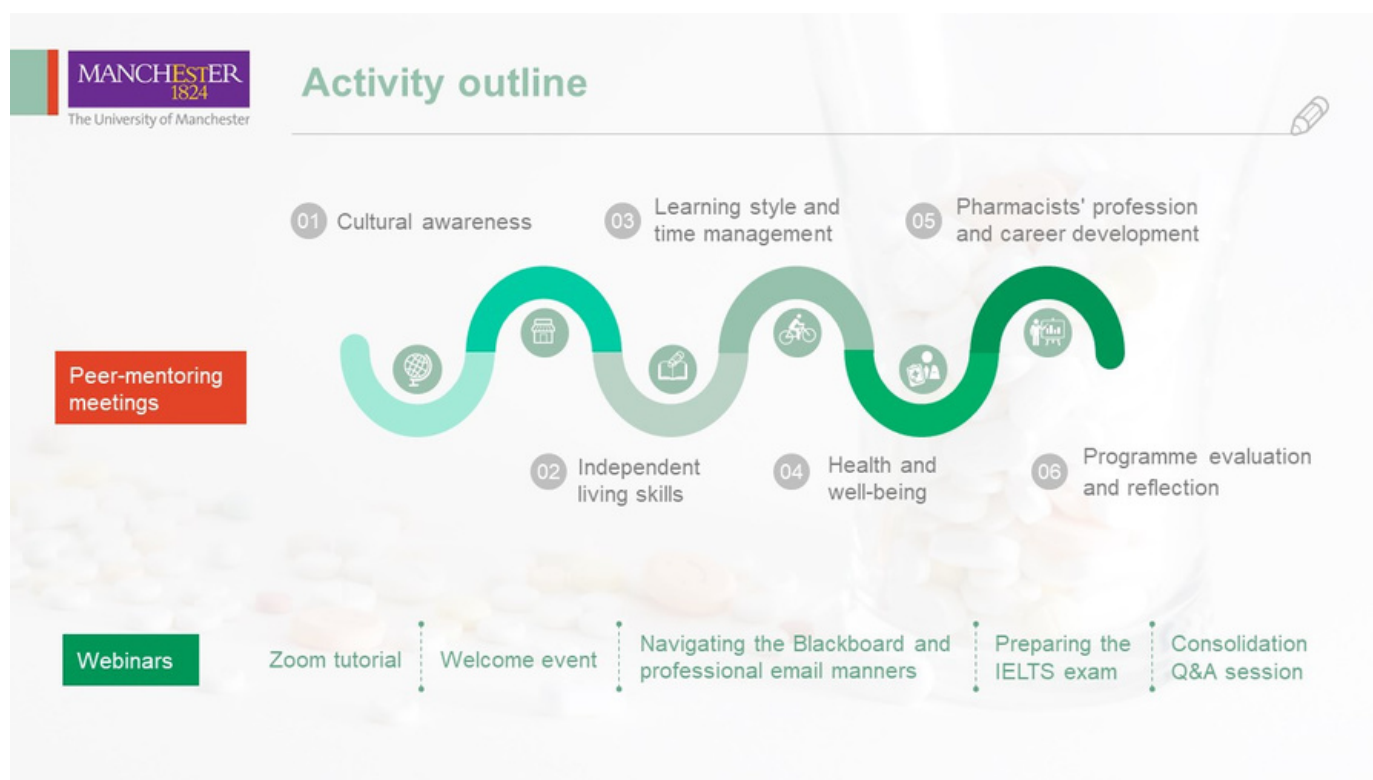 MANCHESTER
1824
The University of Manchester
Activity outline
01 Cultural awareness
03 Learning style and
time management
05 Pharmacists' profession
and career development
Peer-mentoring
meetings
02 Independent
living skills
04 Health and
well-being
06 Programme evaluation
and reflection
Webinars
Zoom tutorial
Welcome event
Navigating the Blackboard and
professional email manners
Preparing the
IELTS exam
Consolidation
Q&A session